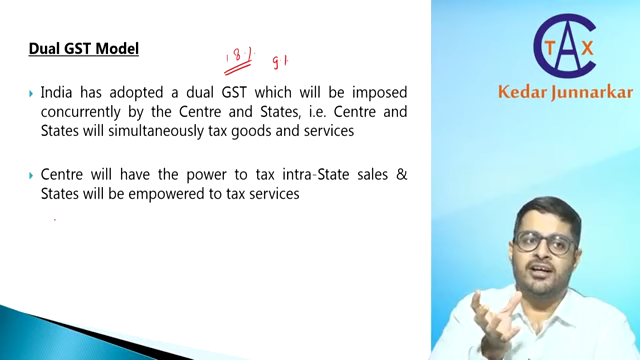 Dual GST Model
18%
9%
India has adopted a dual GST which will be imposed
concurrently by the Centre and States, i.e. Centre and
States will simultaneously tax goods and services
Centre will have the power to tax intra-State sales &
States will be empowered to tax services
CA
TAX
Kedar Junnarkar